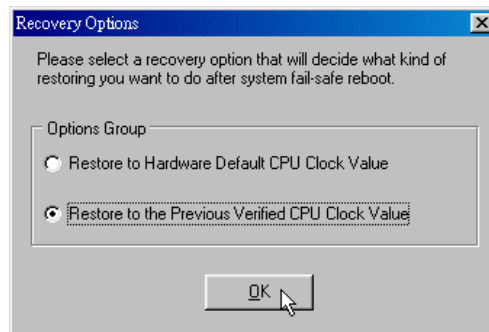 Recovery Options
Please select a recovery option that will decide what kind of
restoring you want to do after system fail-safe reboot.
Options Group
Restore to Hardware Default CPU Clock Value
Restore to the Previous Verified CPU Clock Value
OK